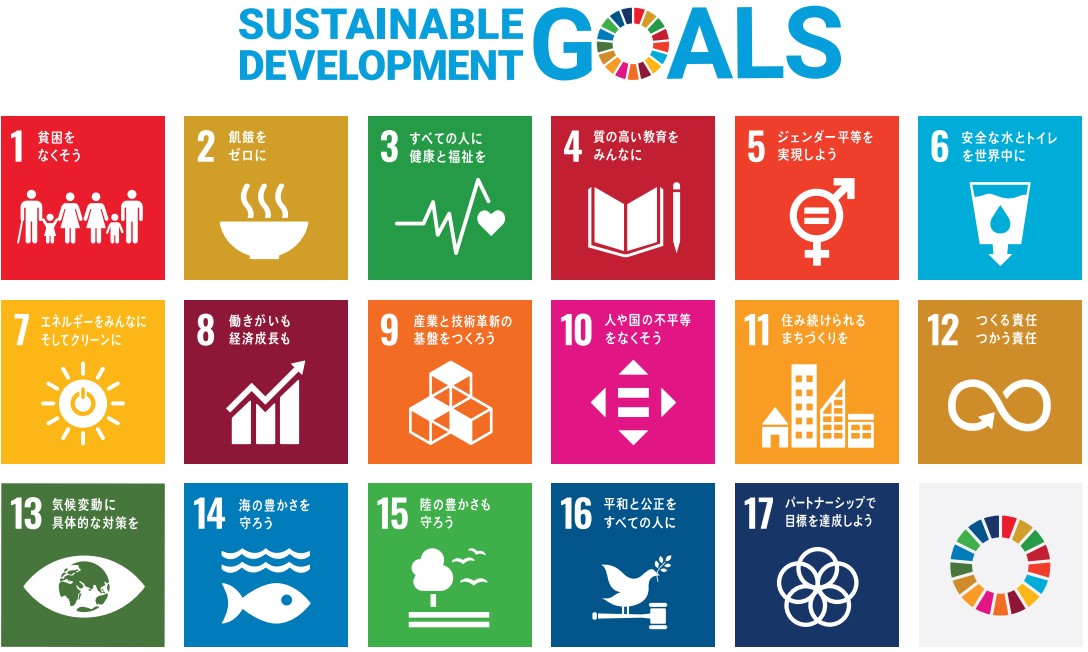 SUSTAINABLE
DEVELOPMENT
GOALS
1
貧困を
なくそう
2
飢餓を
ゼロに
3
すべての人に
健康と福祉を
4
質の高い教育を
みんなに
5
ジェンダー平等を
実現しよう
6
安全な水とトイレ
を世界中に
7
エネルギーをみんなに
そしてクリーンに
8
働きがいも
経済成長も
9
産業と技術革新の
基盤をつくろう
10
人や国の不平等
をなくそう
11
住み続けられる
まちづくりを
12
つくる責任
つかう責任
13
気候変動に
具体的な対策を
14
海の豊かさを
守ろう
15
陸の豊かさも
守ろう
16
平和と公正を
すべての人に
17
パートナーシップで
目標を達成しよう